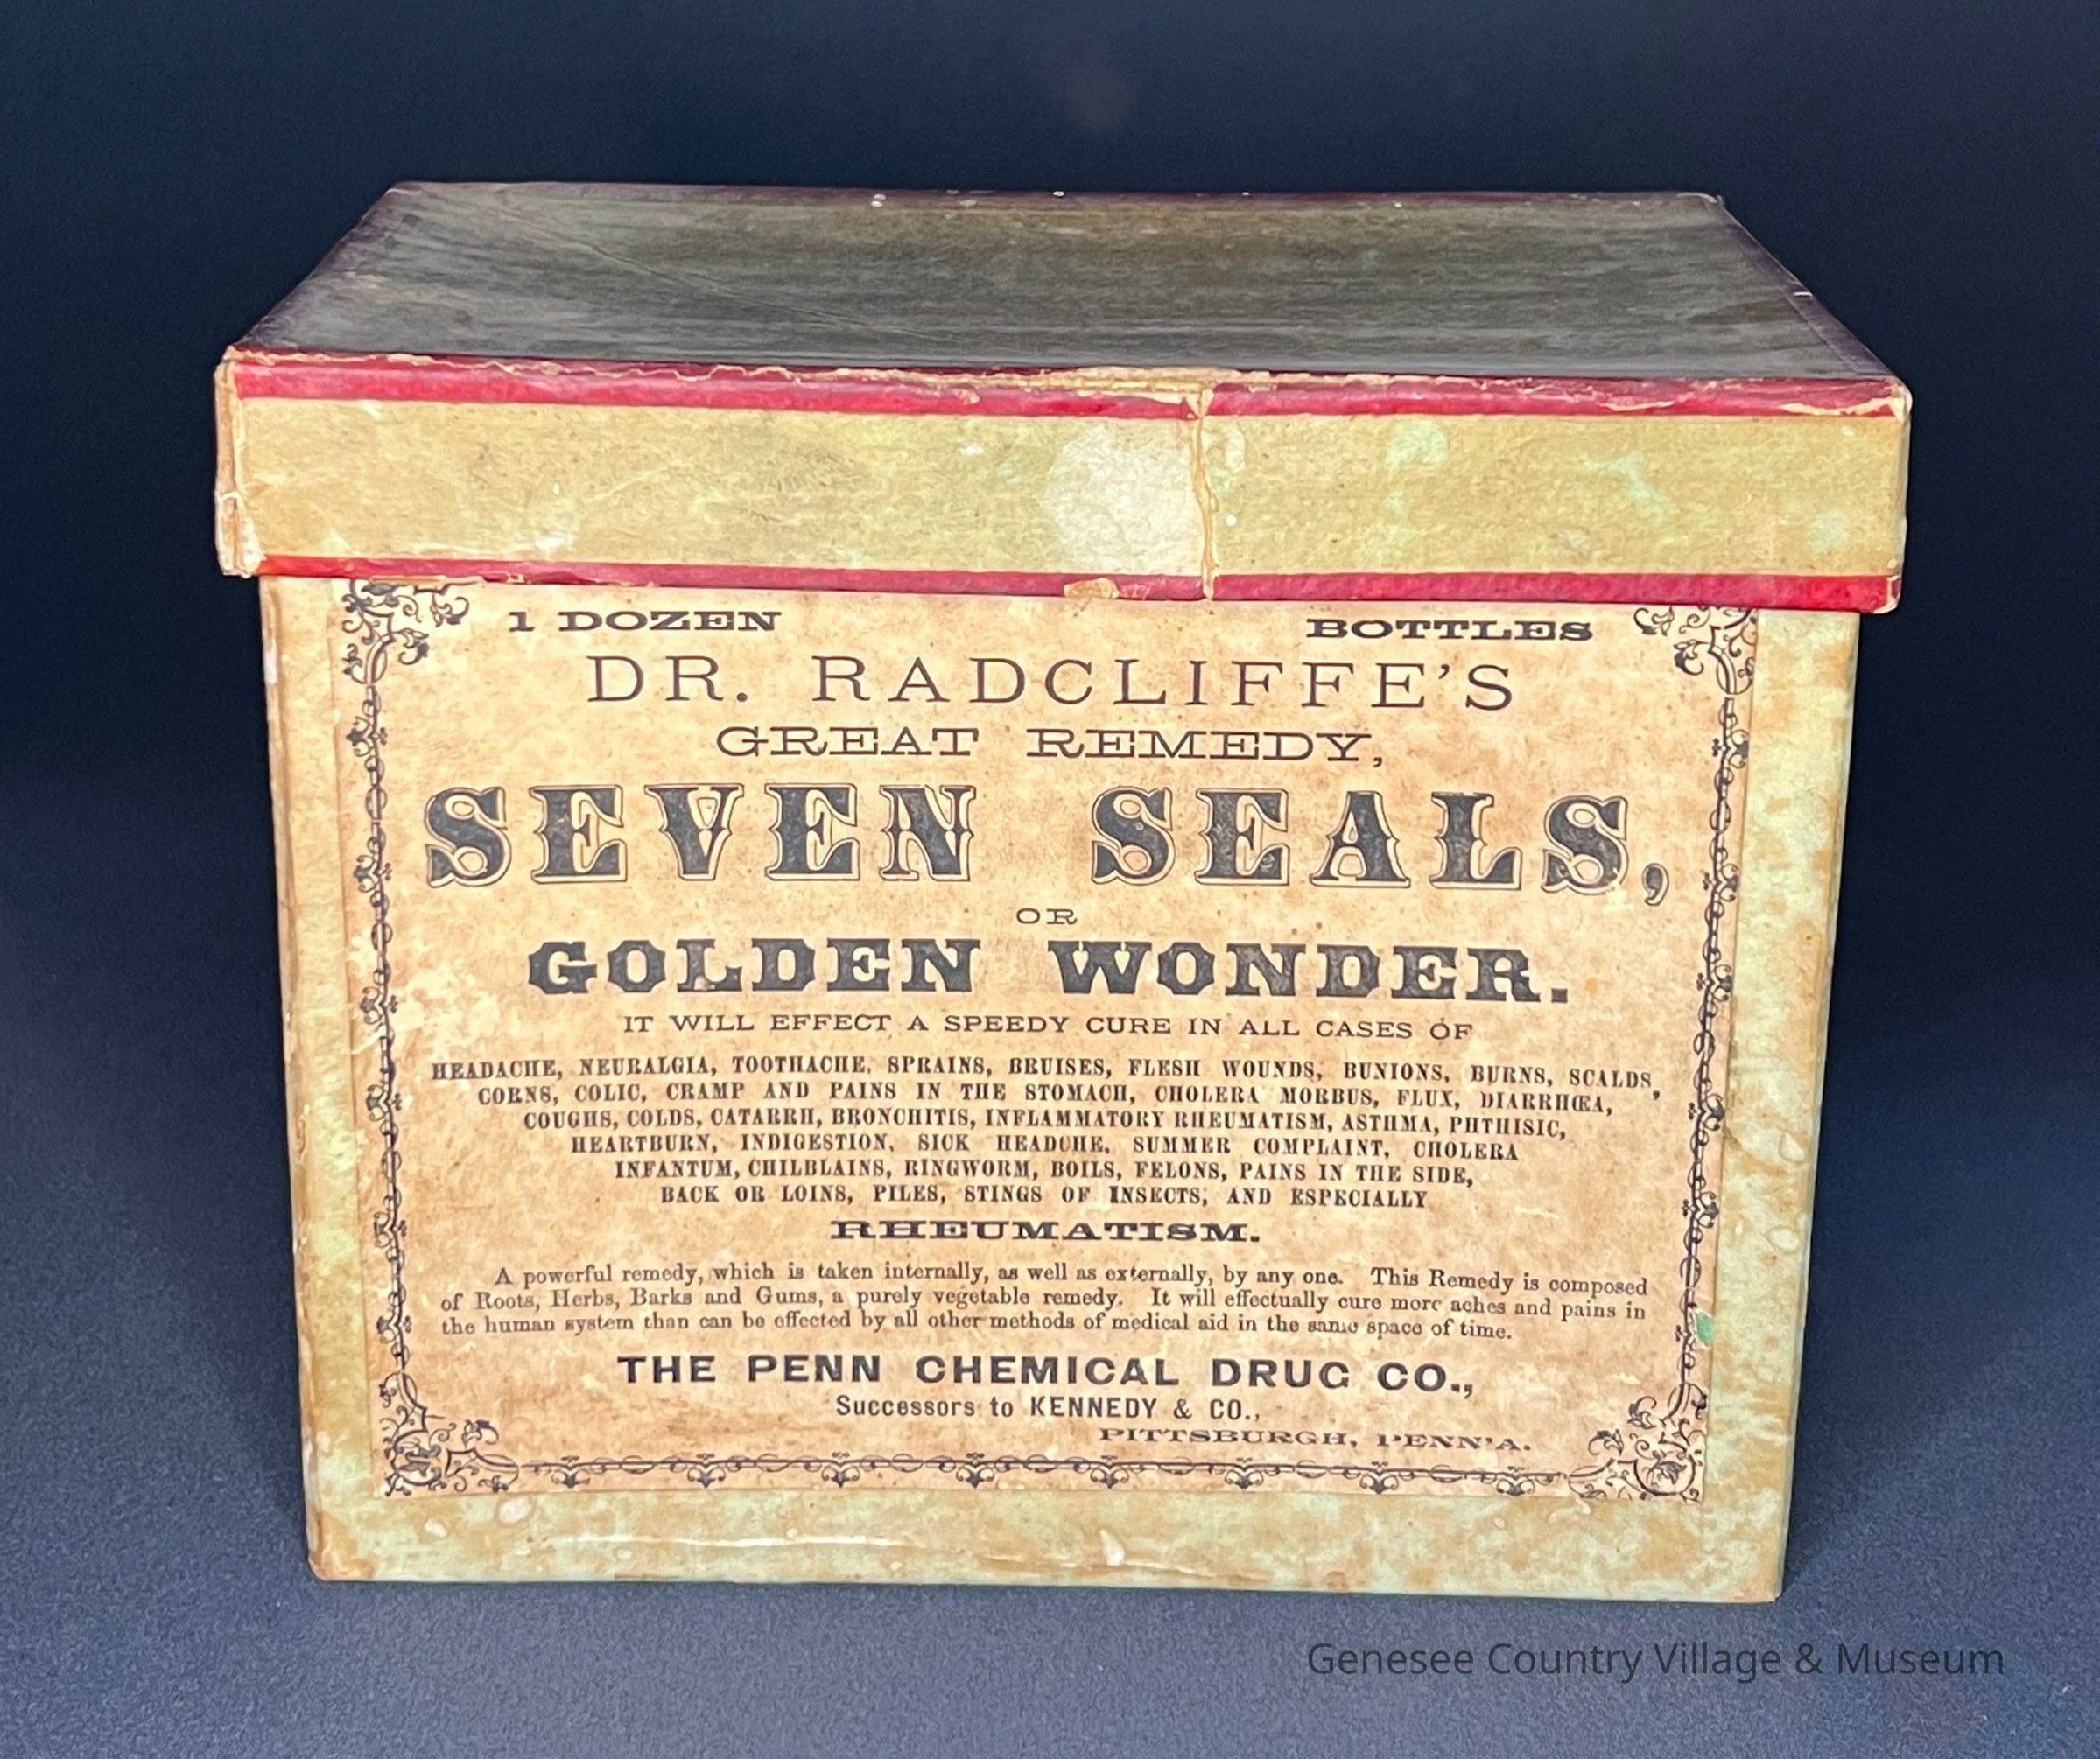 1 DOZEN BOTTLES
DR. RADCLIFFE'S
GREAT REMEDY,
SEVEN SEALS,
OR
GOLDEN WONDER.
IT WILL EFFECT A SPEEDY CURE IN ALL CASES OF
HEADACHE, NEURALGIA, TOOTHACHE, SPRAINS, BRUISES, FLESH WOUNDS, BUNIONS, BURNS, SCALDS,
CORNS, COLIC, CRAMP AND PAINS IN THE STOMACH, CHOLERA MORBUS, FLUX, DIARRHŒA,
COUGHS, COLDS, CATARRH, BRONCHITIS, INFLAMMATORY RHEUMATISM, ASTHMA, PHTHISIC,
HEARTBURN, INDIGESTION, SICK HEADCHE, SUMMER COMPLAINT, CHOLERA
INFANTUM, CHILBLAINS, RINGWORM, BOILS, FELONS, PAINS IN THE SIDE,
BACK OR LOINS, PILES, STINGS OF INSECTS, AND ESPECIALLY
RHEUMATISM.
A powerful remedy, which is taken internally, as well as externally, by any one. This Remedy is composed
of Roots, Herbs, Barks and Gums, a purely vegetable remedy. It will effectually cure more aches and pains in
the human system than can be effected by all other methods of medical aid in the same space of time.
THE PENN CHEMICAL DRUG CO.,
Successors to KENNEDY & CO.,
PITTSBURGH, PENN'A.
Genesee Country Village & Museum